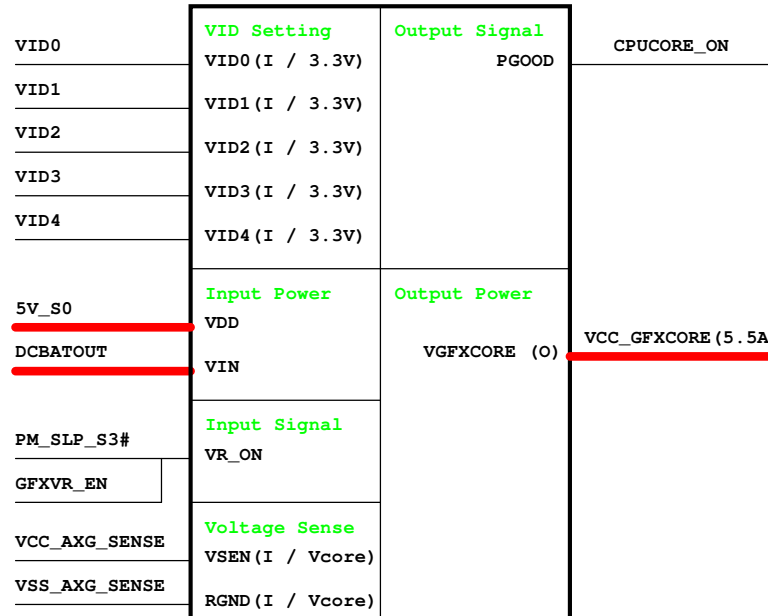 VID Setting
Output Signal
VID0
VID0(I / 3.3V)
PGOOD
CPUCORE_ON
VID1
VID1(I / 3.3V)
VID2
VID2(I / 3.3V)
VID3
VID3(I / 3.3V)
VID4
VID4(I / 3.3V)
Input Power
Output Power
5V_S0
VDD
DCBATOUT
VIN
VGFXCORE (O)
VCC_GFXCORE(5.5A
Input Signal
PM_SLP_S3#
VR_ON
GFXVR_EN
Voltage Sense
VCC_AXG_SENSE
VSEN(I / Vcore)
VSS_AXG_SENSE
RGND(I / Vcore)